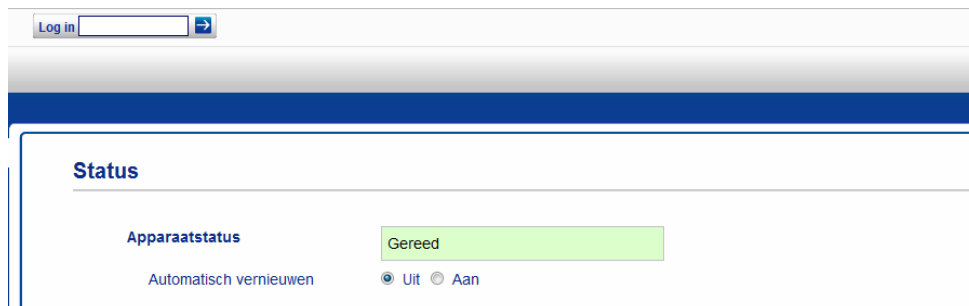 Log in
Status
Apparaatstatus Gereed
Automatisch vernieuwen Uit Aan